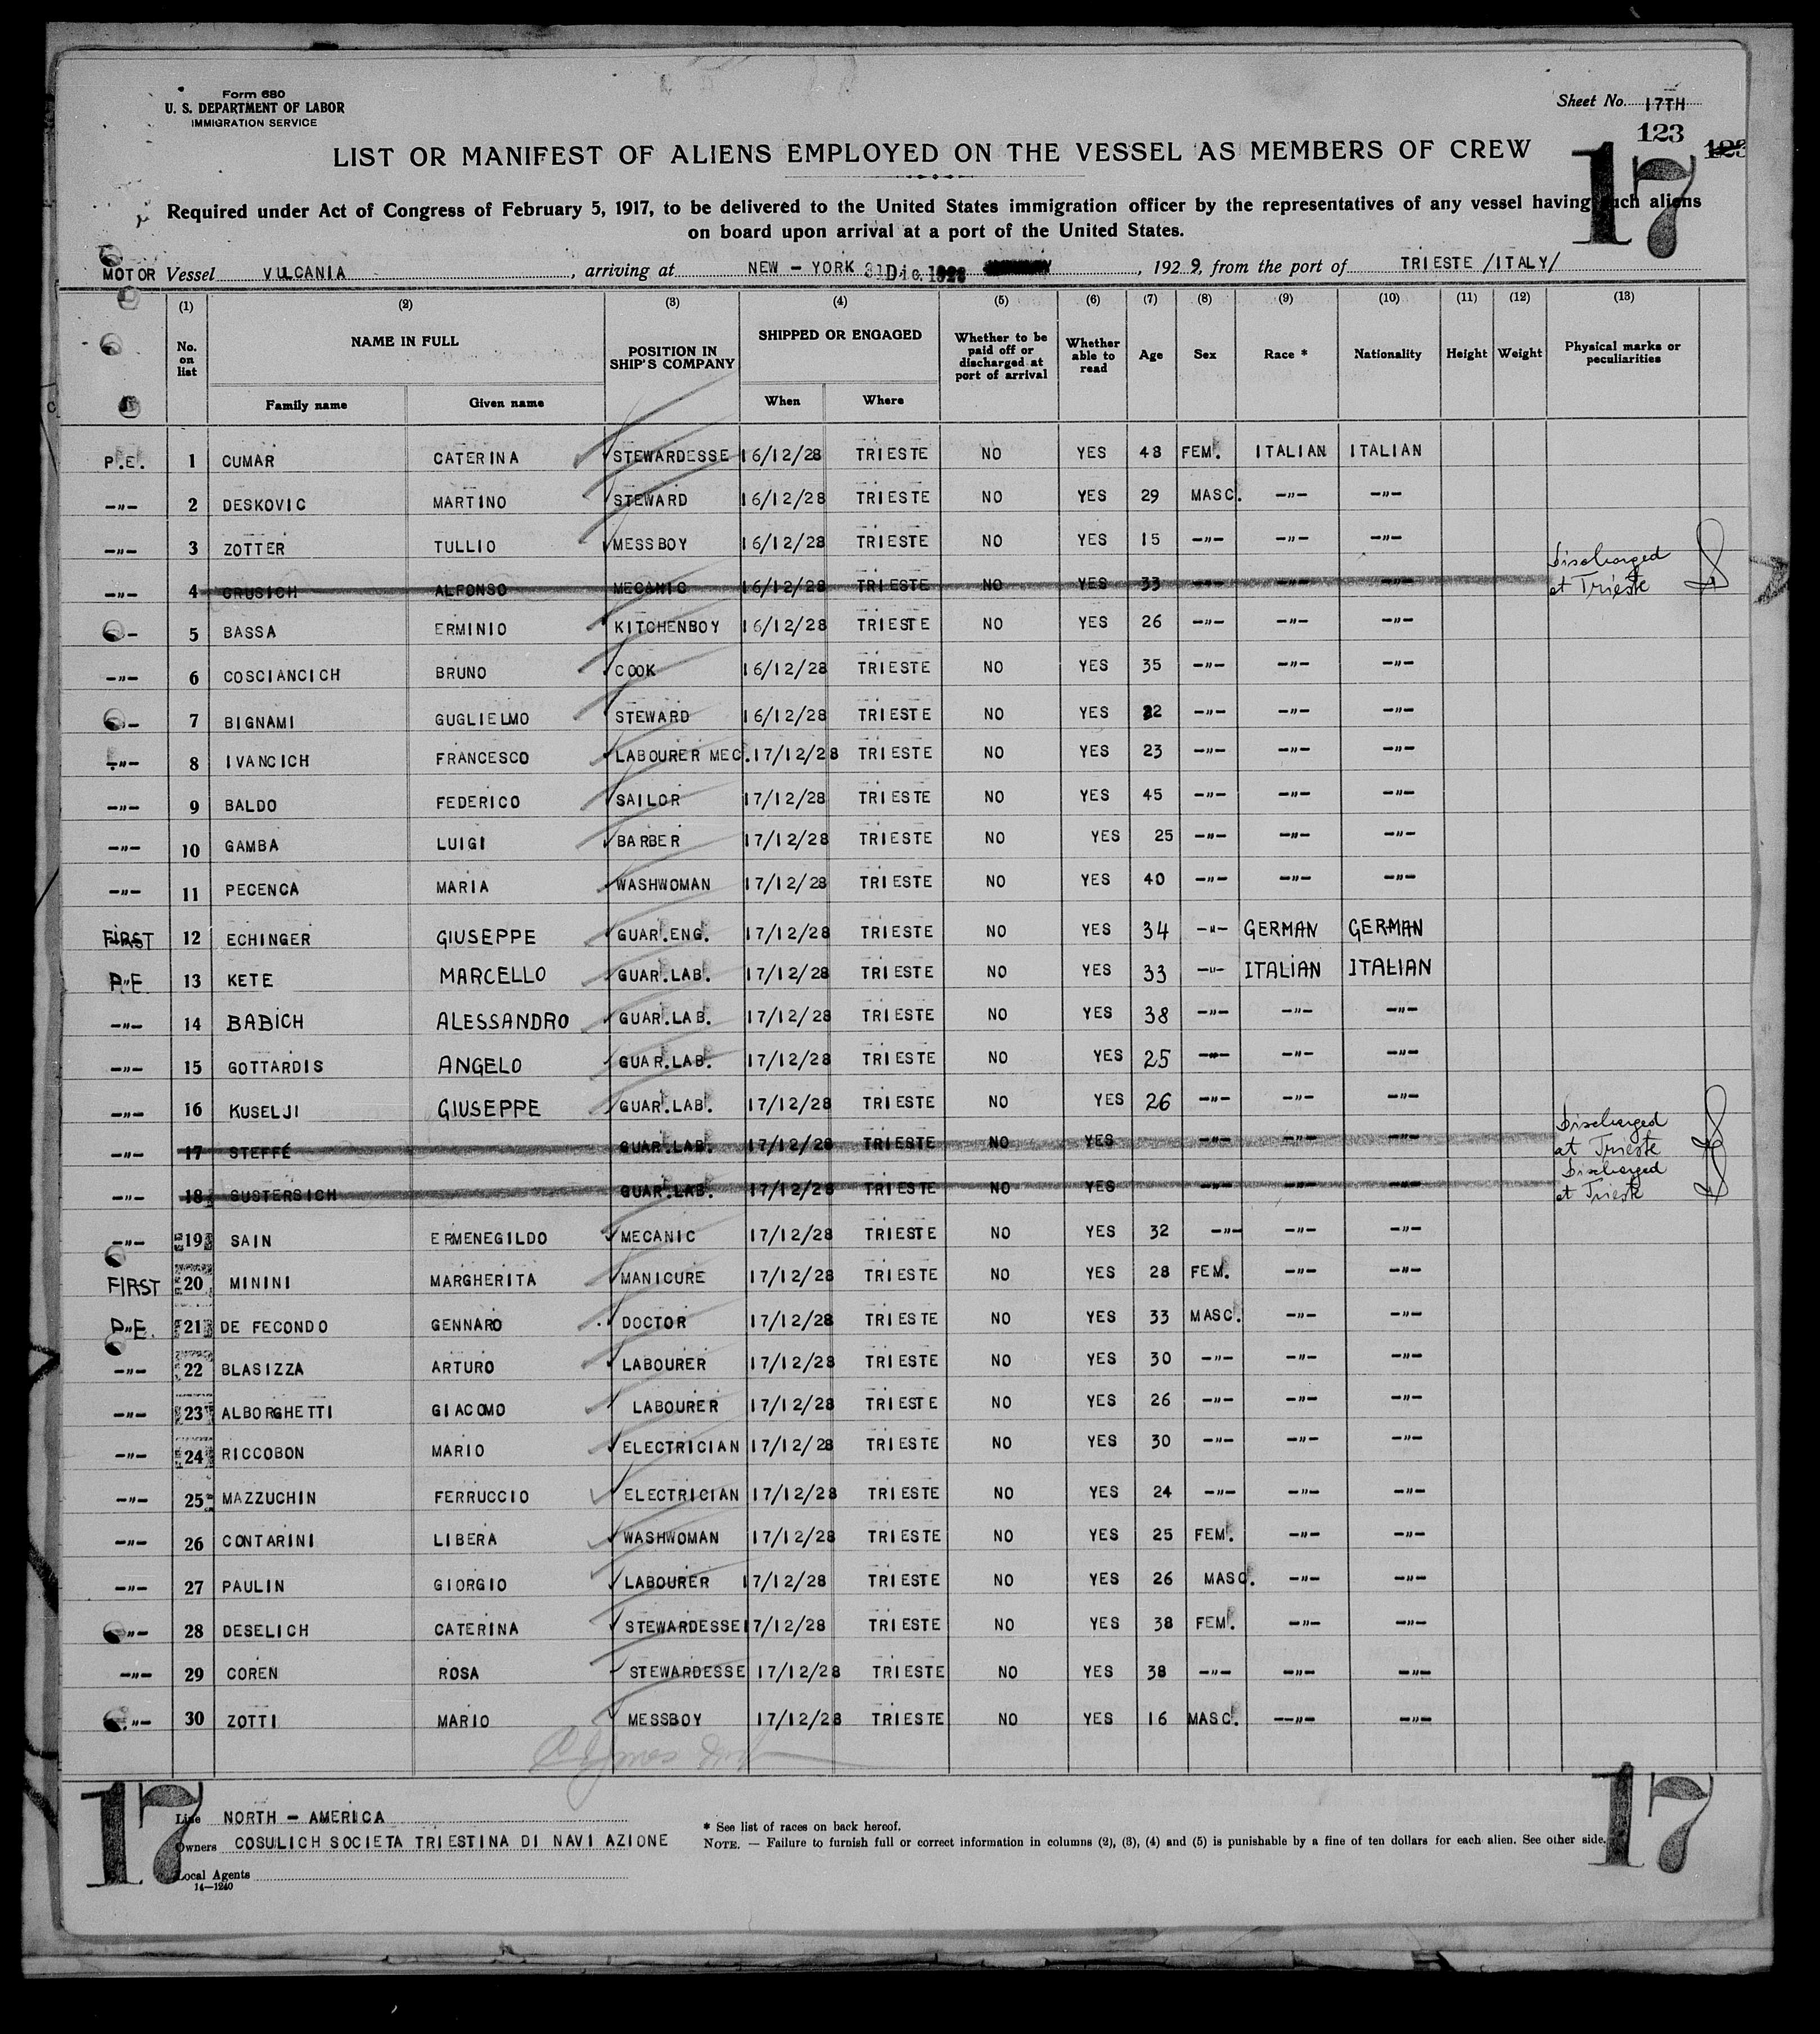 Form 680
U. S. DEPARTMENT OF LABOR
IMMIGRATION SERVICE
Sheet No. 17TH
123
123
17
LIST OR MANIFEST OF ALIENS EMPLOYED ON THE VESSEL AS MEMBERS OF CREW
Required under Act of Congress of February 5, 1917, to be delivered to the United States immigration officer by the representatives of any vessel having such aliens
on board upon arrival at a port of the United States.
MOTOR Vessel VULCANIA, arriving at NEW - YORK 31 Dic. 1928, 1929, from the port of TRIESTE /ITALY/
(1) (2) (3) (4) (5) (6) (7) (8) (9) (10) (11) (12) (13)
No. on list NAME IN FULL POSITION IN SHIP'S COMPANY SHIPPED OR ENGAGED Whether to be paid off or discharged at port of arrival Whether able to read Age Sex Race * Nationality Height Weight Physical marks or peculiarities
Family name Given name When Where
P.E. 1 CUMAR CATERINA STEWARDESSE 16/12/28 TRIESTE NO YES 48 FEM. ITALIAN ITALIAN
-"- 2 DESKOVIC MARTINO STEWARD 16/12/28 TRIESTE NO YES 29 MASC. -"- -"-
-"- 3 ZOTTER TULLIO MESSBOY 16/12/28 TRIESTE NO YES 15 -"- -"- -"-
-"- 4 GRUSICH ALFONSO MECANIC 16/12/28 TRIESTE NO YES 33 -"- -"- -"- Discharged at Trieste
- 5 BASSA ERMINIO KITCHENBOY 16/12/28 TRIESTE NO YES 26 -"- -"- -"-
-"- 6 COSCIANCICH BRUNO COOK 16/12/28 TRIESTE NO YES 35 -"- -"- -"-
- 7 BIGNAMI GUGLIELMO STEWARD 16/12/28 TRIESTE NO YES 22 -"- -"- -"-
-"- 8 IVANCICH FRANCESCO LABOURER MEC. 17/12/28 TRIESTE NO YES 23 -"- -"- -"-
-"- 9 BALDO FEDERICO SAILOR 17/12/28 TRIESTE NO YES 45 -"- -"- -"-
-"- 10 GAMBA LUIGI BARBER 17/12/28 TRIESTE NO YES 25 -"- -"- -"-
-"- 11 PECENCA MARIA WASHWOMAN 17/12/28 TRIESTE NO YES 40 -"- -"- -"-
FIRST 12 ECHINGER GIUSEPPE GUAR.ENG. 17/12/28 TRIESTE NO YES 34 -"- GERMAN GERMAN
P.E. 13 KETE MARCELLO GUAR.LAB. 17/12/28 TRIESTE NO YES 33 -"- ITALIAN ITALIAN
-"- 14 BABICH ALESSANDRO GUAR.LAB. 17/12/28 TRIESTE NO YES 38 -"- -"- -"-
-"- 15 GOTTARDIS ANGELO GUAR.LAB. 17/12/28 TRIESTE NO YES 25 -"- -"- -"-
-"- 16 KUSELJI GIUSEPPE GUAR.LAB. 17/12/28 TRIESTE NO YES 26 -"- -"- -"-
-"- 17 STEFFÉ GUAR.LAB. 17/12/28 TRIESTE NO YES -"- -"- -"- Discharged at Trieste
-"- 18 SUSTERSICH GUAR.LAB. 17/12/28 TRIESTE NO YES -"- -"- -"- Discharged at Trieste
-"- 19 SAIN ERMENEGILDO MECANIC 17/12/28 TRIESTE NO YES 32 -"- -"- -"-
FIRST 20 MININI MARGHERITA MANICURE 17/12/28 TRIESTE NO YES 28 FEM. -"- -"-
P.E. 21 DE FECONDO GENNARO DOCTOR 17/12/28 TRIESTE NO YES 33 MASC. -"- -"-
-"- 22 BLASIZZA ARTURO LABOURER 17/12/28 TRIESTE NO YES 30 -"- -"- -"-
-"- 23 ALBORGHETTI GIACOMO LABOURER 17/12/28 TRIESTE NO YES 26 -"- -"- -"-
-"- 24 RICCOBON MARIO ELECTRICIAN 17/12/28 TRIESTE NO YES 30 -"- -"- -"-
-"- 25 MAZZUCHIN FERRUCCIO ELECTRICIAN 17/12/28 TRIESTE NO YES 24 -"- -"- -"-
-"- 26 CONTARINI LIBERA WASHWOMAN 17/12/28 TRIESTE NO YES 25 FEM. -"- -"-
-"- 27 PAULIN GIORGIO LABOURER 17/12/28 TRIESTE NO YES 26 MASC. -"- -"-
-"- 28 DESELICH CATERINA STEWARDESSE 17/12/28 TRIESTE NO YES 38 FEM. -"- -"-
-"- 29 COREN ROSA STEWARDESSE 17/12/28 TRIESTE NO YES 38 -"- -"- -"-
-"- 30 ZOTTI MARIO MESSBOY 17/12/28 TRIESTE NO YES 16 MASC. -"- -"-
17 17
Line NORTH - AMERICA
Owners COSULICH SOCIETA TRIESTINA DI NAVI AZIONE
Local Agents
14—1240
* See list of races on back hereof.
NOTE. — Failure to furnish full or correct information in columns (2), (3), (4) and (5) is punishable by a fine of ten dollars for each alien. See other side.